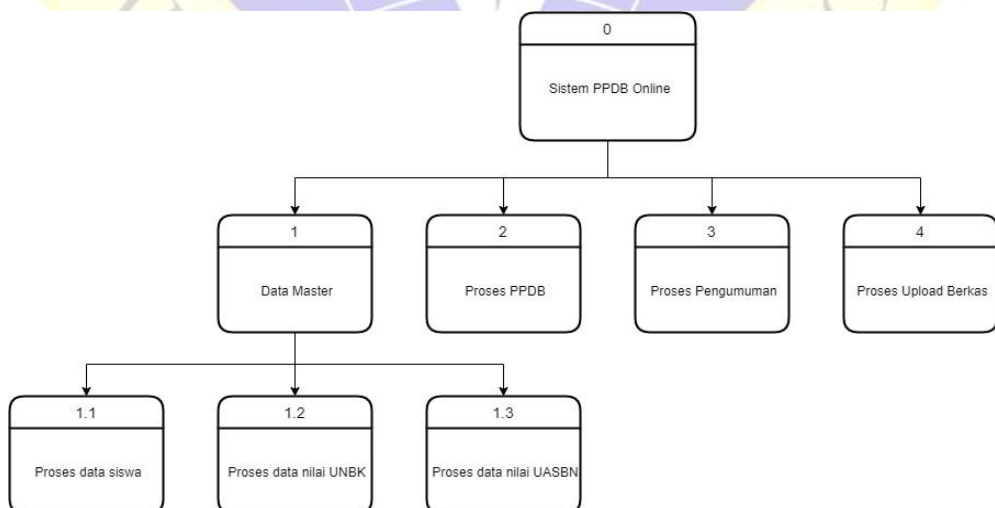 0
Sistem PPDB Online
1
Data Master
2
Proses PPDB
3
Proses Pengumuman
4
Proses Upload Berkas
1.1
Proses data siswa
1.2
Proses data nilai UNBK
1.3
Proses data nilai UASBN